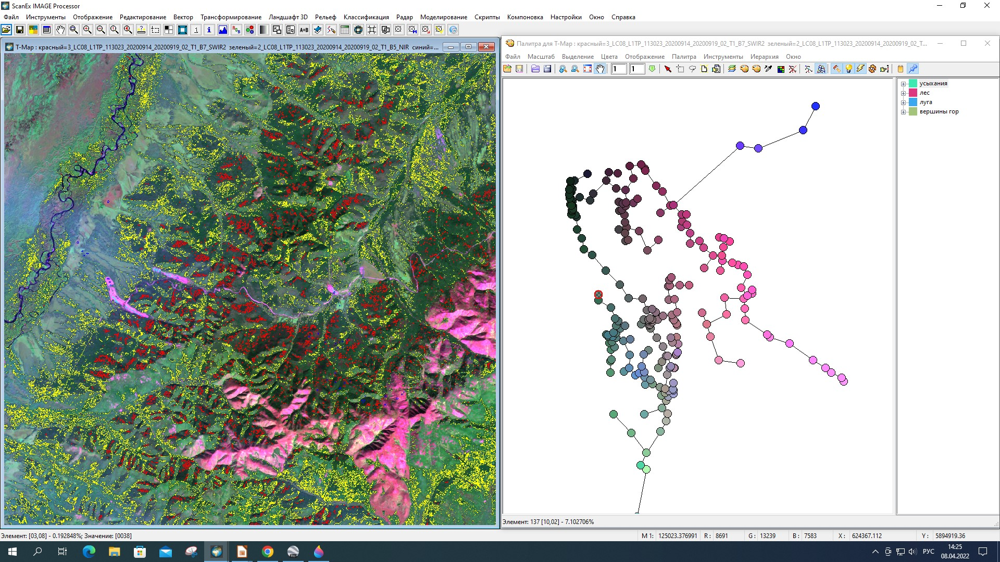 ScanEx IMAGE Processor
Файл Инструменты Отображение Редактирование Вектор Трансформирование Ландшафт 3D Рельеф Классификация Радар Моделирование Скрипты Компоновка Настройки Окно Справка
T-Map : красный=3_LC08_L1TP_113023_20200914_20200919_02_T1_B7_SWIR2 зеленый=2_LC08_L1TP_113023_20200914_20200919_02_T1_B5_NIR синий=...
Палитра для T-Map : красный=3_LC08_L1TP_113023_20200914_20200919_02_T1_B7_SWIR2 зеленый=2_LC08_L1TP_113023_20200914_20200919_02_T...
Файл Масштаб Выделение Цвета Отображение Палитра Инструменты Иерархия Окно
1 1
усыхания
лес
луга
вершины гор
Элемент: 137 [10,02] - 7.102706%
Элемент: [03,08] - 0.192848%; Значение: [0038]
M 1: 125023.376991 R: 8691 G: 13239 B: 7583 X: 624367.112 Y: 5894919.36
РУС
14:25
08.04.2022